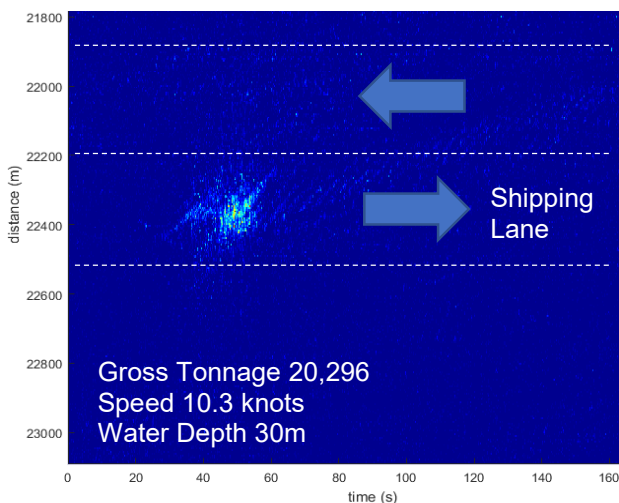 21800
22000
22200
22400
22600
22800
23000
distance (m)
Shipping
Lane
Gross Tonnage 20,296
Speed 10.3 knots
Water Depth 30m
0
20
40
60
80
100
120
140
160
time (s)